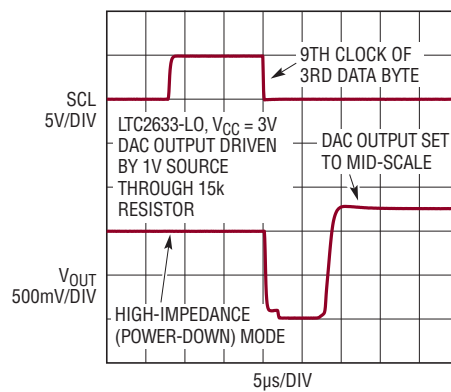 9TH CLOCK OF
3RD DATA BYTE
SCL
5V/DIV
LTC2633-LO, VCC = 3V
DAC OUTPUT DRIVEN
BY 1V SOURCE
THROUGH 15k
RESISTOR
DAC OUTPUT SET
TO MID-SCALE
VOUT
500mV/DIV
HIGH-IMPEDANCE
(POWER-DOWN) MODE
5µs/DIV